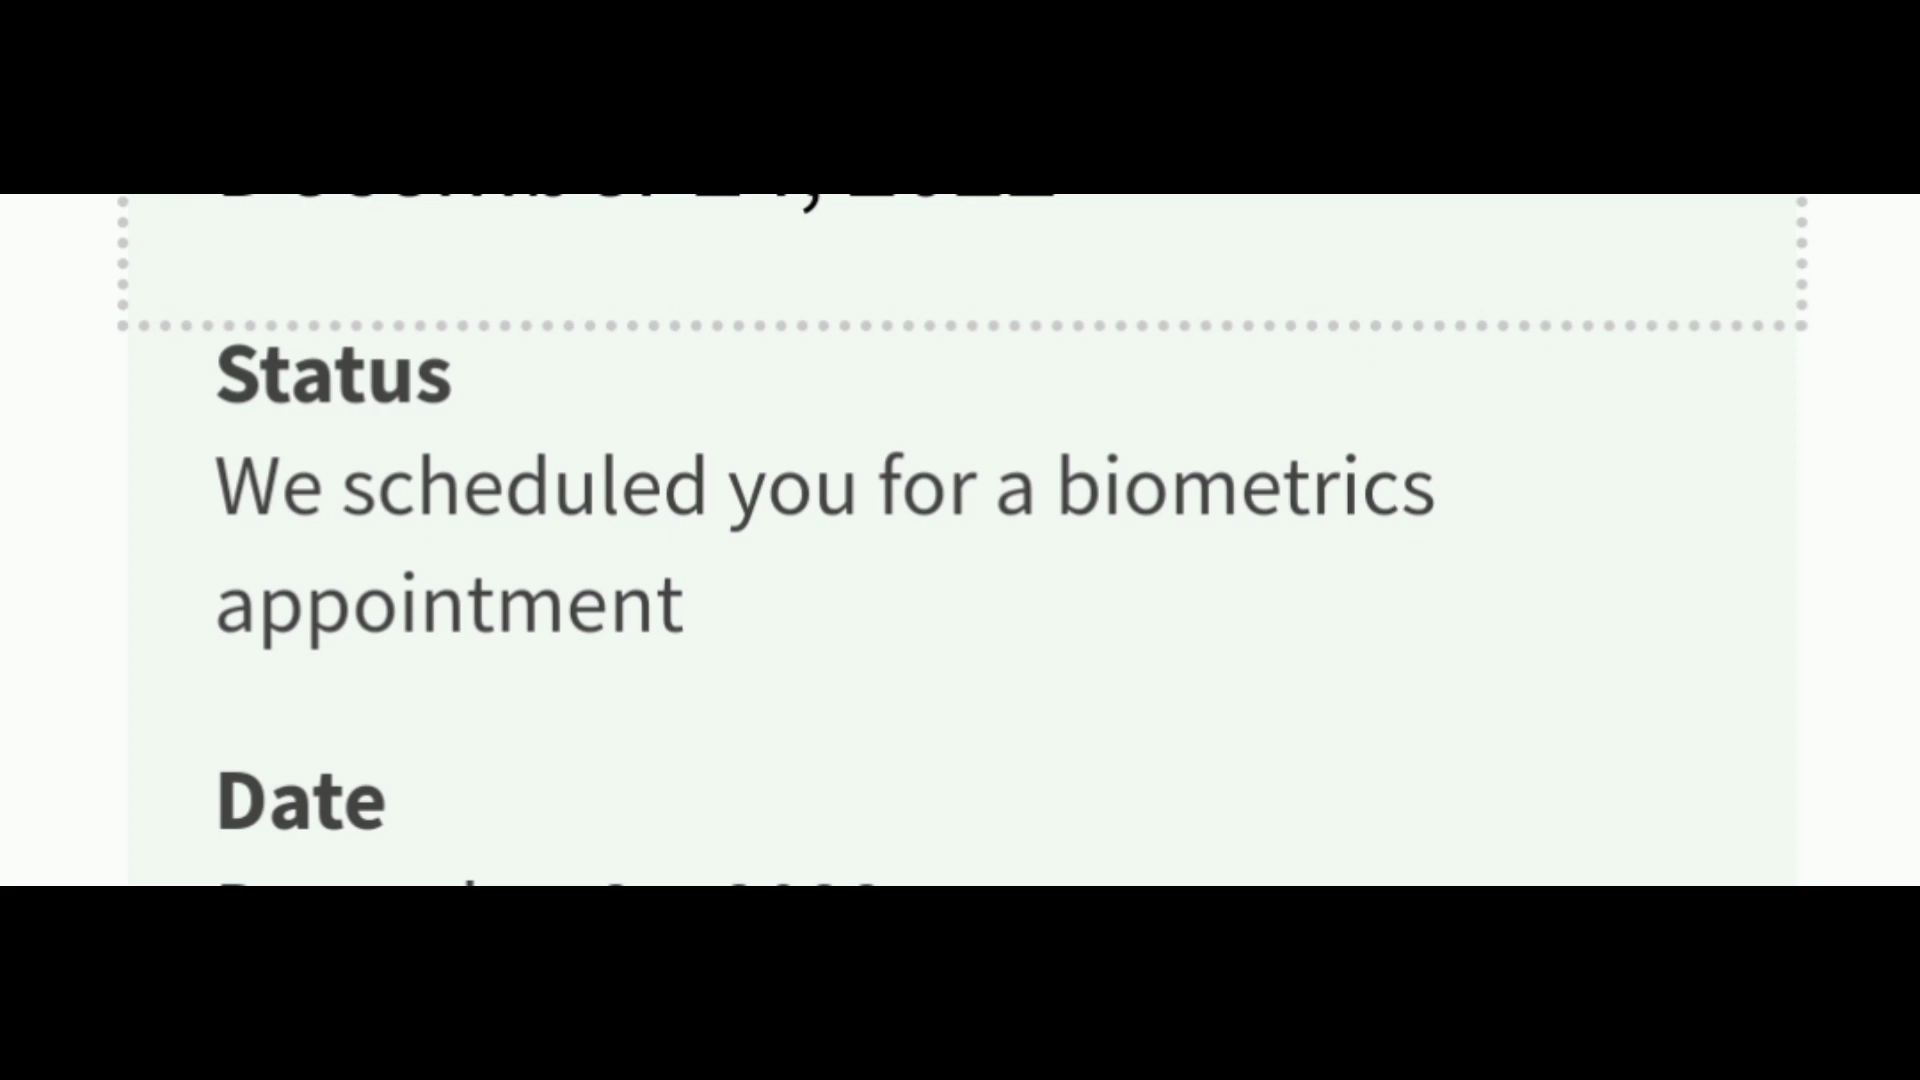 Status
We scheduled you for a biometrics
appointment
Date